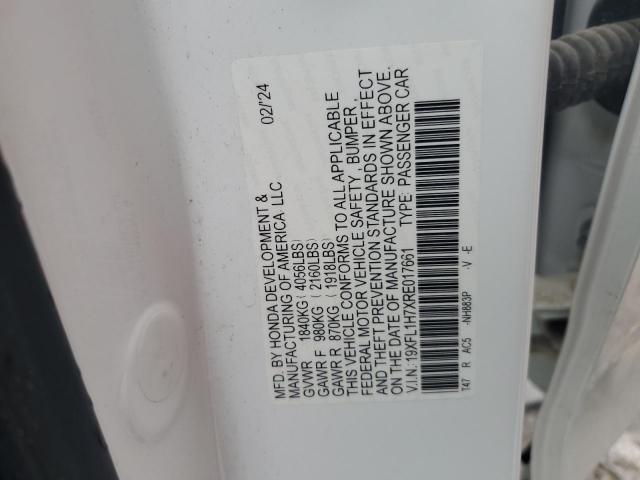 02/'24
MFD. BY HONDA DEVELOPMENT &
MANUFACTURING OF AMERICA LLC
GVWR 1840KG (4056LBS)
GAWR F 980KG (2160LBS)
GAWR R 870KG (1918LBS)
THIS VEHICLE CONFORMS TO ALL APPLICABLE
FEDERAL MOTOR VEHICLE SAFETY, BUMPER,
AND THEFT PREVENTION STANDARDS IN EFFECT
ON THE DATE OF MANUFACTURE SHOWN ABOVE.
V.I.N: 19XFL1H7XRE017661 TYPE: PASSENGER CAR
T47 R AC5 -NH883P -V -E